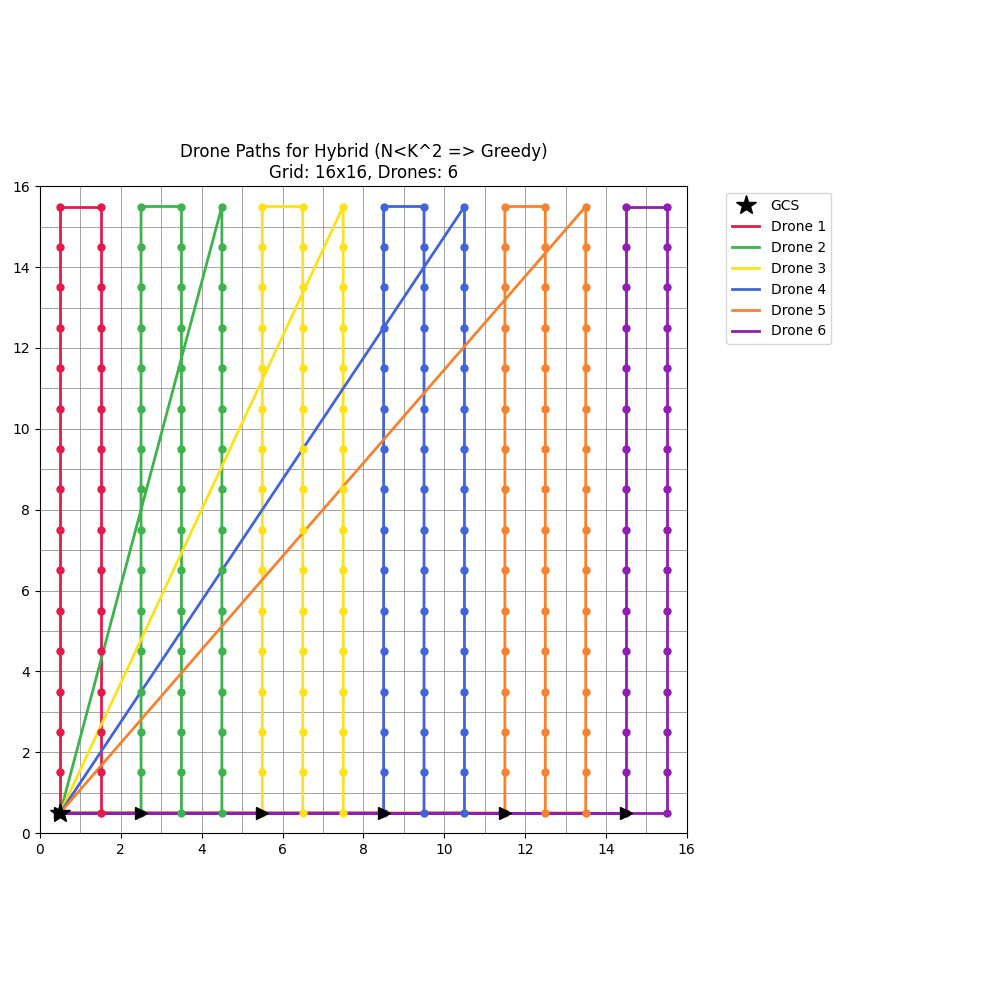 Drone Paths for Hybrid (N<K^2 => Greedy)
Grid: 16x16, Drones: 6
16
14
12
10
8
6
4
2
0
0 2 4 6 8 10 12 14 16
GCS
Drone 1
Drone 2
Drone 3
Drone 4
Drone 5
Drone 6